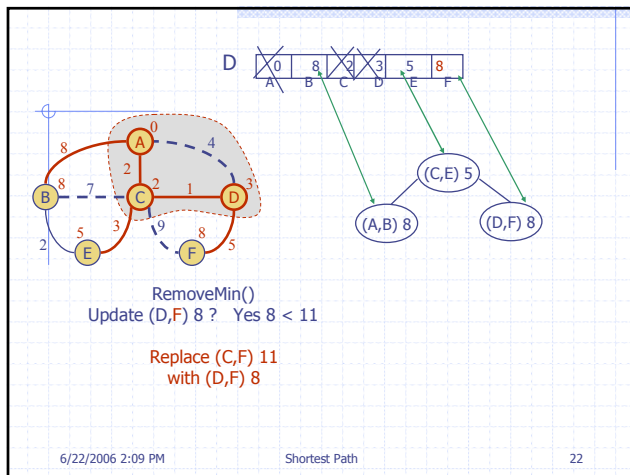 D 0 8 2 3 5 8
A B C D E F
0
A
8
4
2
(C,E) 5
8
7
2
1
3
B
C
D
(A,B) 8
(D,F) 8
2
5
3
9
8
5
E
F
RemoveMin()
Update (D,F) 8 ? Yes 8 < 11
Replace (C,F) 11
with (D,F) 8
6/22/2006 2:09 PM Shortest Path 22